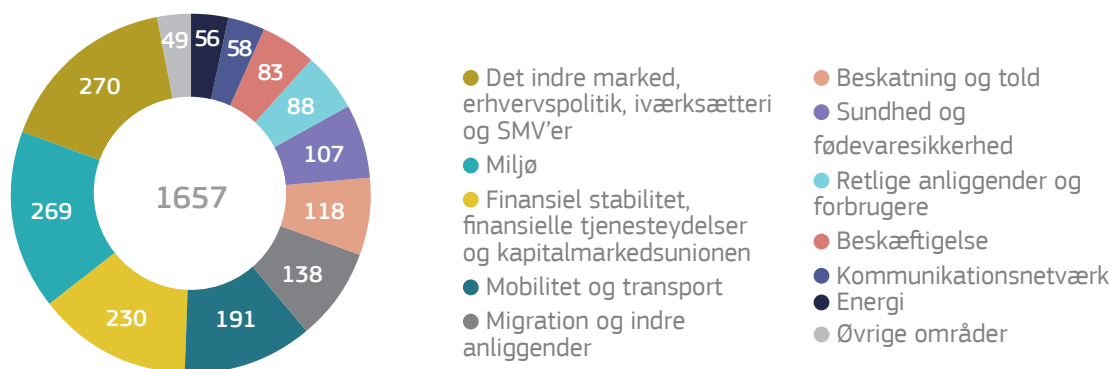 49
56
58
83
88
107
118
138
191
230
269
270
1657
Det indre marked,
erhvervspolitik, iværksætteri
og SMV'er
Miljø
Finansiel stabilitet,
finansielle tjenesteydelser
og kapitalmarkedsunionen
Mobilitet og transport
Migration og indre
anliggender
Beskatning og told
Sundhed og
fødevaresikkerhed
Retlige anliggender og
forbrugere
Beskæftigelse
Kommunikationsnetværk
Energi
Øvrige områder